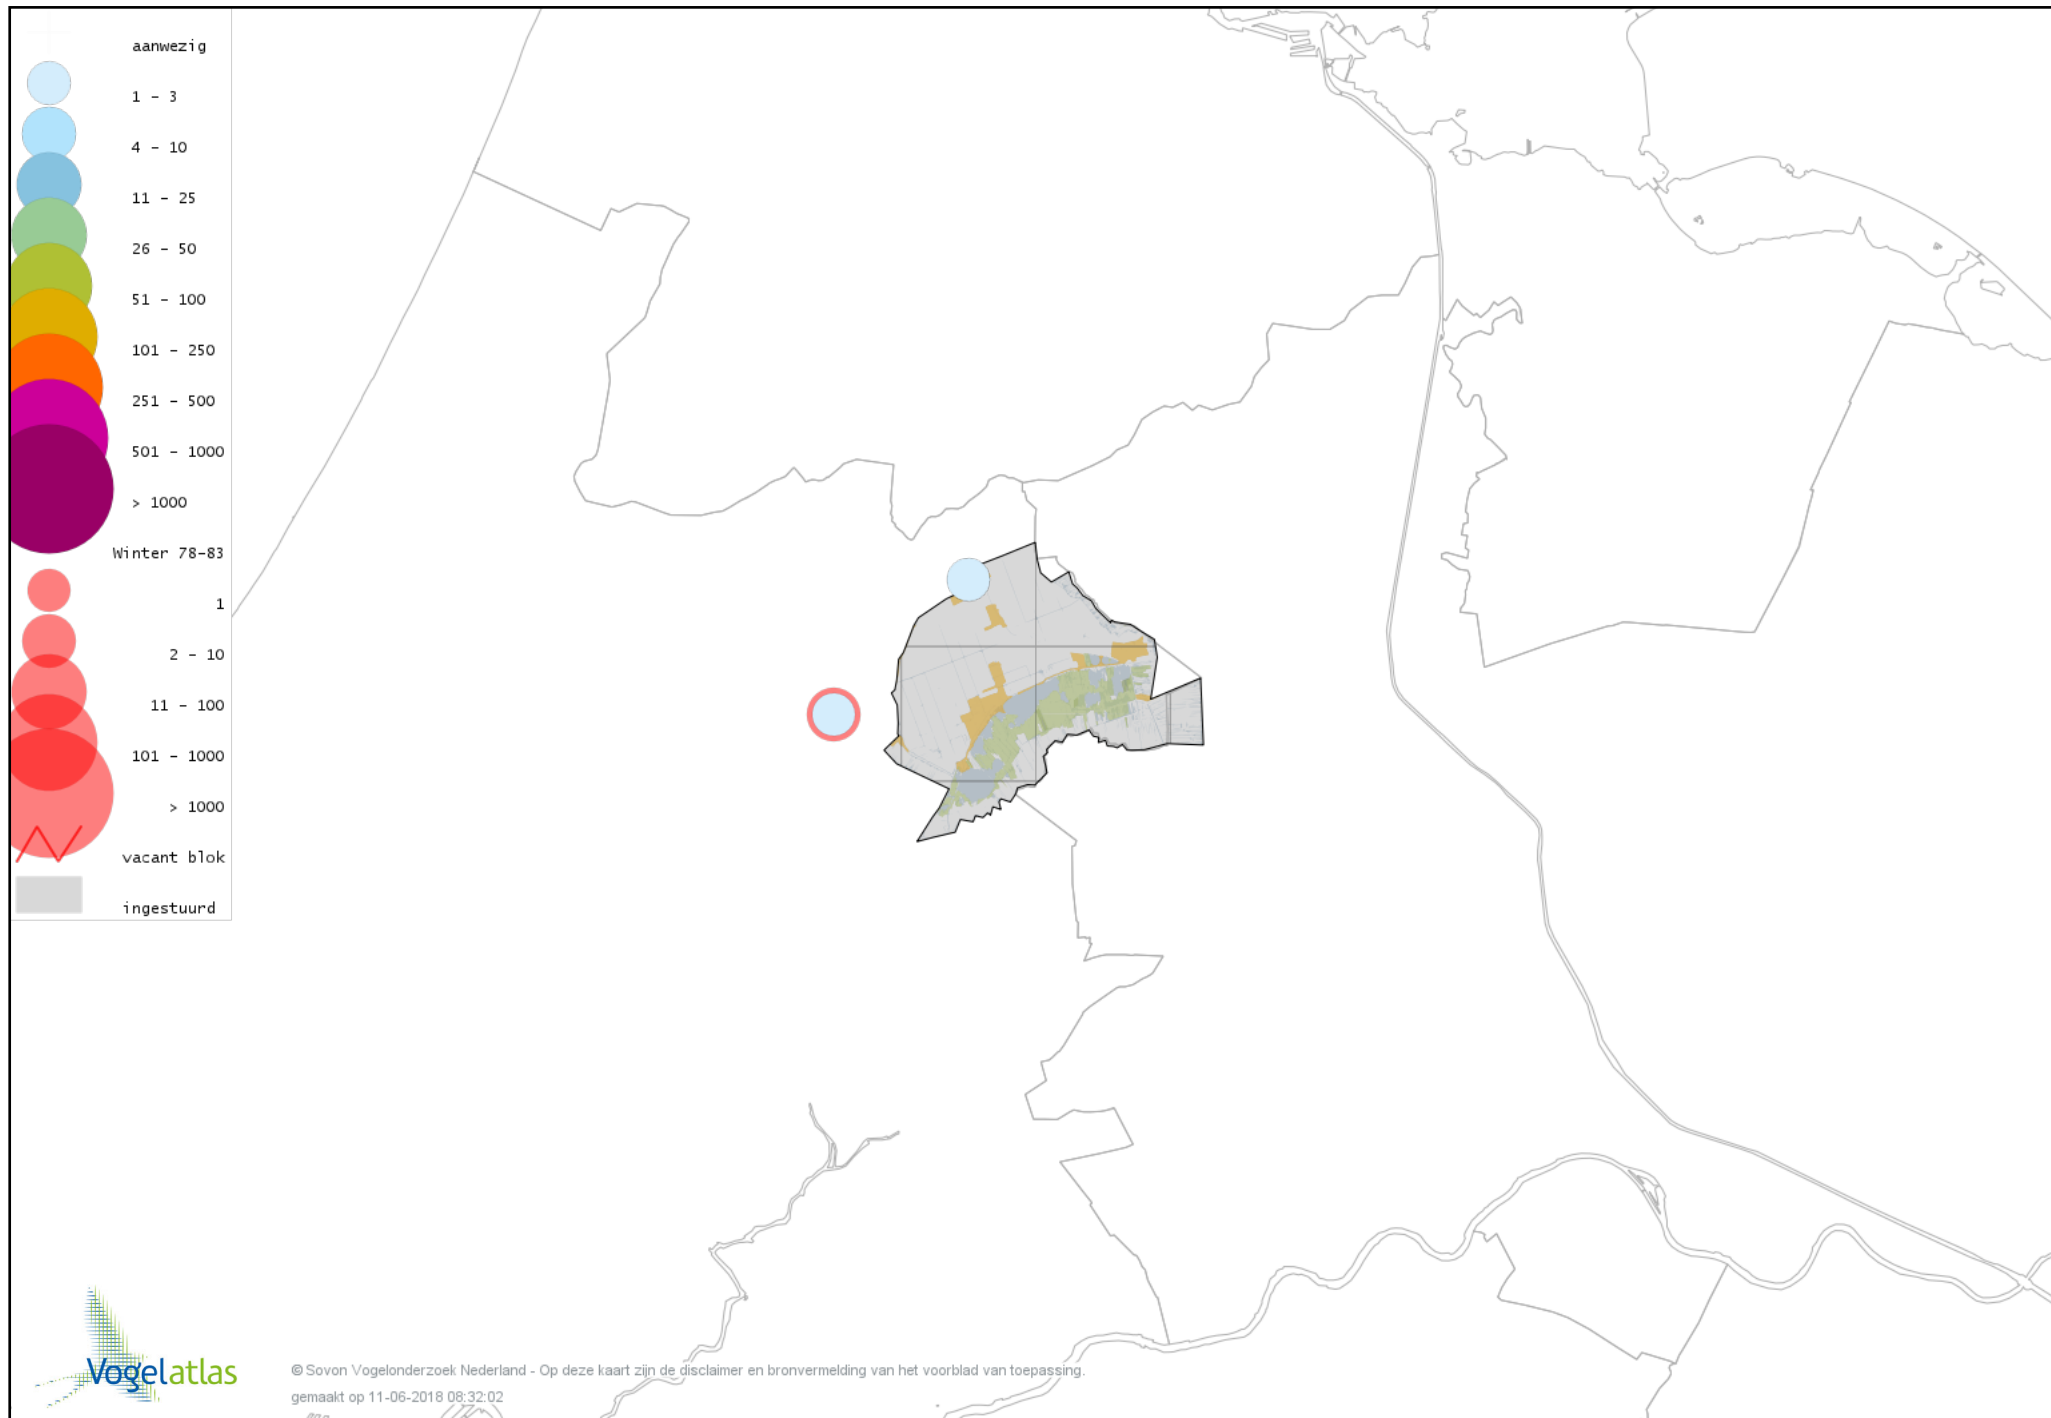 aanwezig
1 - 3
4 - 10
11 - 25
26 - 50
51 - 100
101 - 250
251 - 500
501 - 1000
> 1000
Winter 78-83
1
2 - 10
11 - 100
101 - 1000
> 1000
vacant blok
ingestuurd
Vogelatlas
© Sovon Vogelonderzoek Nederland - Op deze kaart zijn de disclaimer en bronvermelding van het voorblad van toepassing.
gemaakt op 11-06-2018 08:32:02